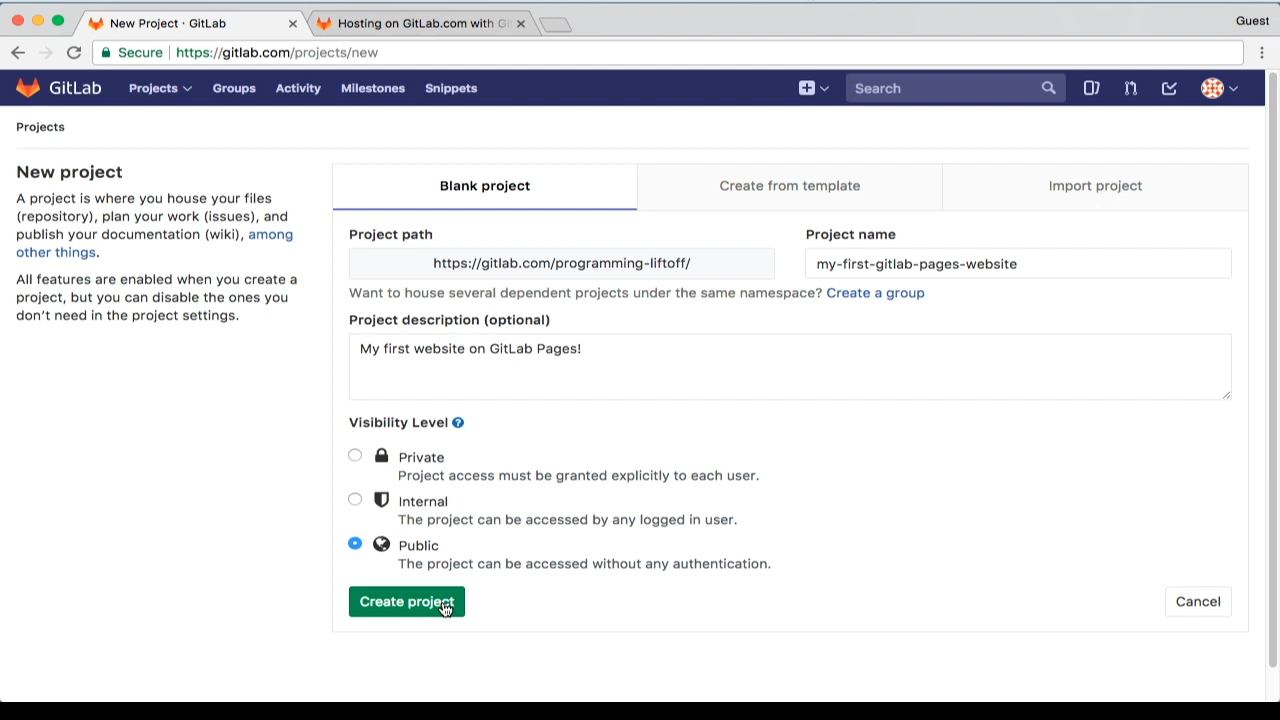 New Project · GitLab
Hosting on GitLab.com with Gi
Guest
Secure
https://gitlab.com/projects/new
GitLab
Projects
Groups
Activity
Milestones
Snippets
Search
Projects
New project
A project is where you house your files
(repository), plan your work (issues), and
publish your documentation (wiki), among
other things.
All features are enabled when you create a
project, but you can disable the ones you
don't need in the project settings.
Blank project
Create from template
Import project
Project path
Project name
https://gitlab.com/programming-liftoff/
my-first-gitlab-pages-website
Want to house several dependent projects under the same namespace? Create a group
Project description (optional)
My first website on GitLab Pages!
Visibility Level
Private
Project access must be granted explicitly to each user.
Internal
The project can be accessed by any logged in user.
Public
The project can be accessed without any authentication.
Create project
Cancel